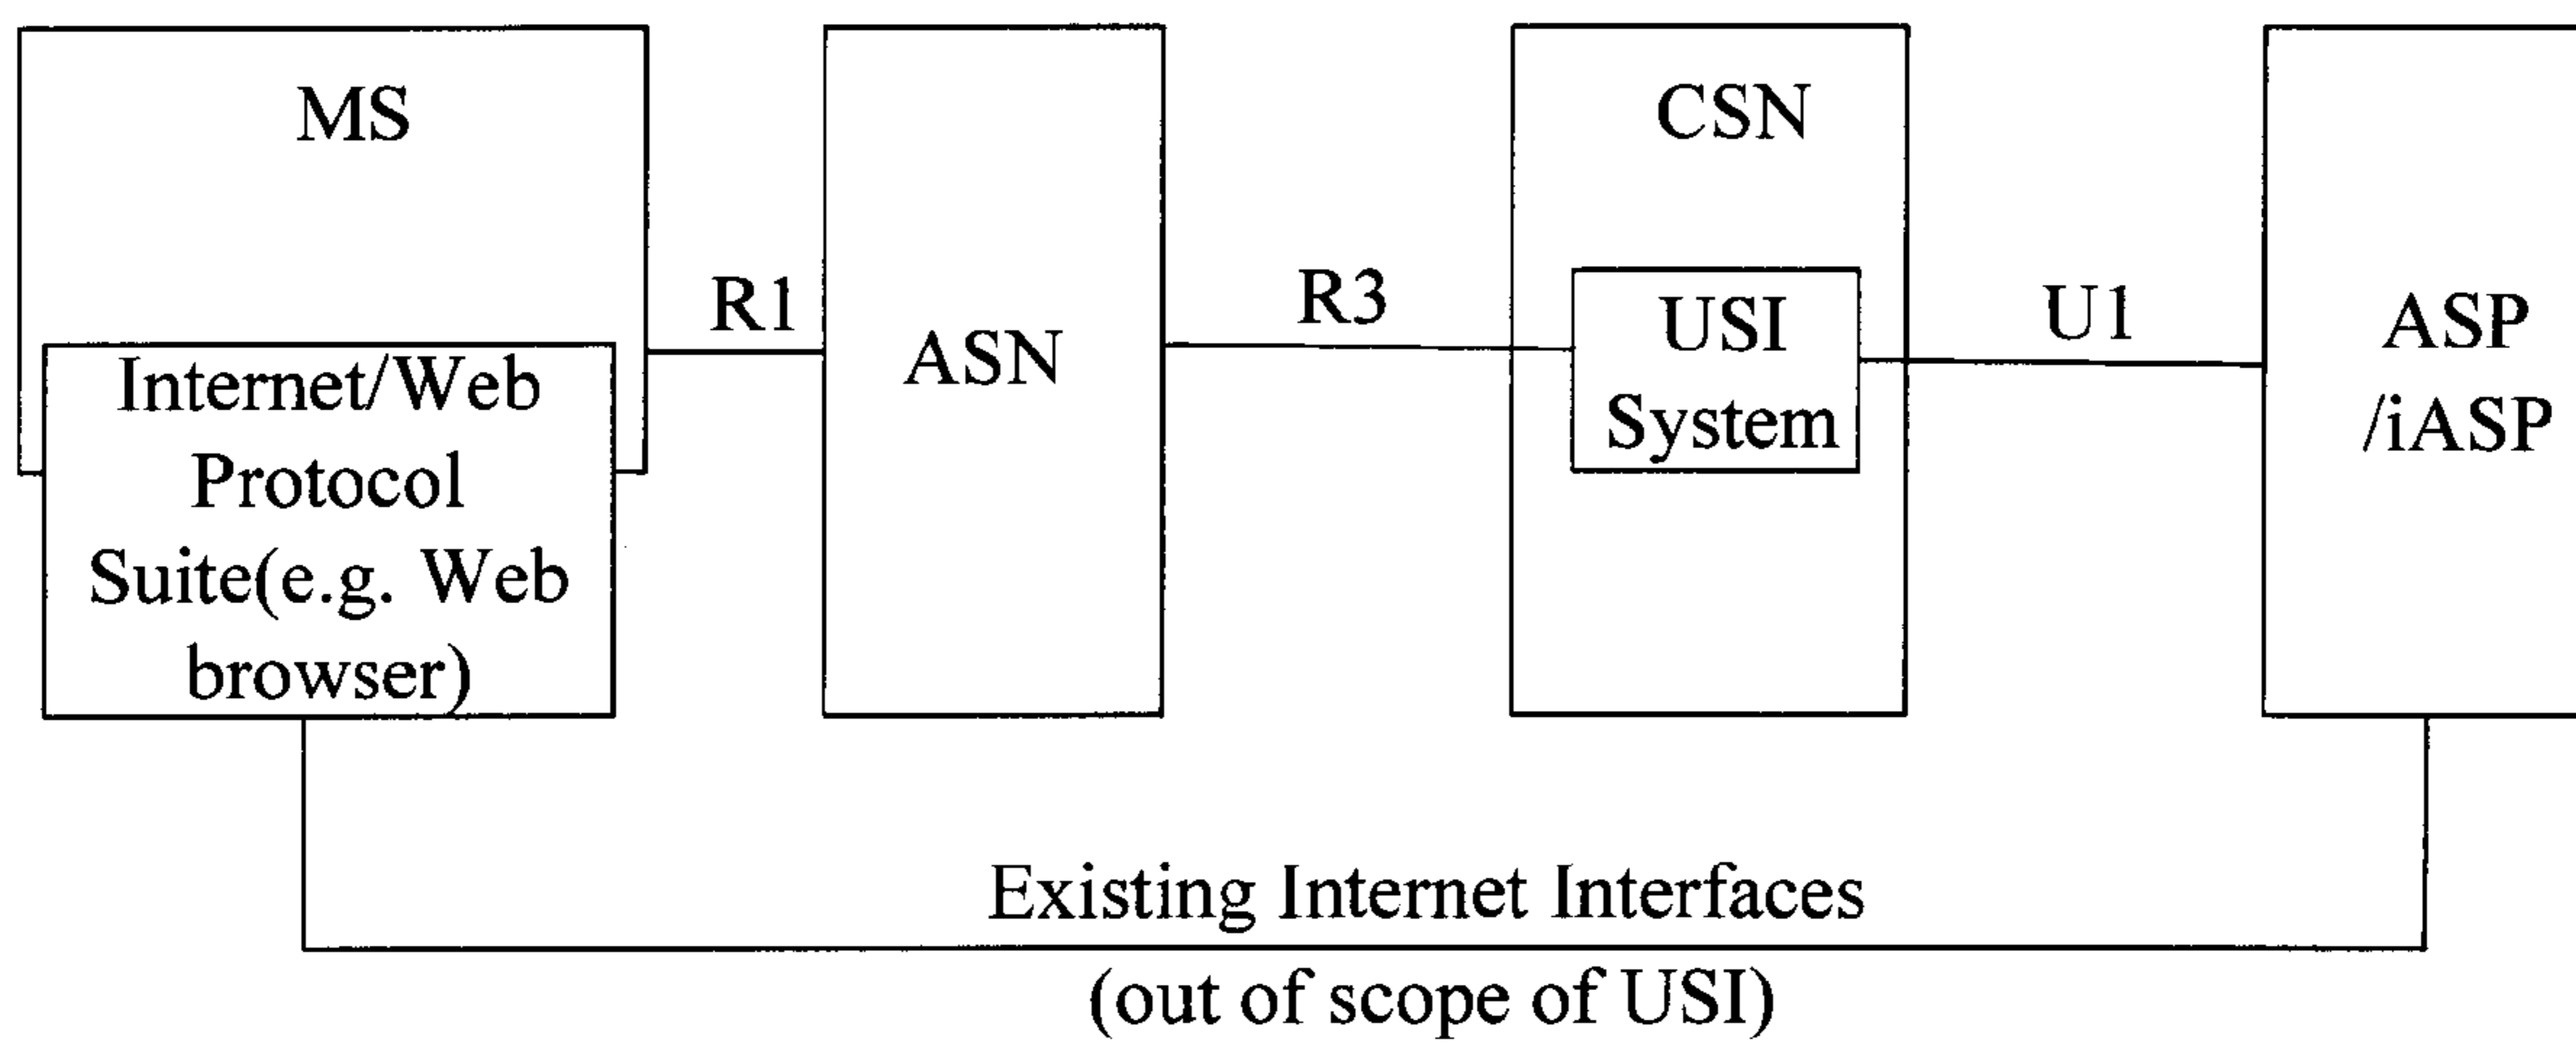 MS
Internet/Web
Protocol
Suite(e.g. Web
browser)
R1
ASN
R3
CSN
USI
System
U1
ASP
/iASP
Existing Internet Interfaces
(out of scope of USI)